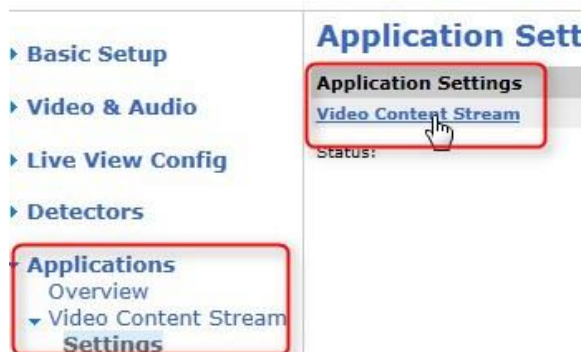 Basic Setup
Video & Audio
Live View Config
Detectors
Applications
Overview
Video Content Stream
Settings
Application Sett
Application Settings
Video Content Stream
Status: